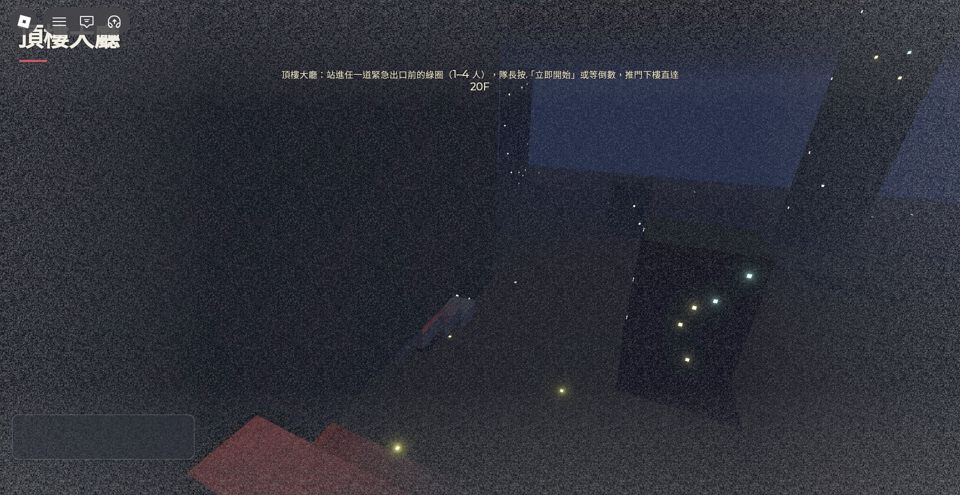 頂樓大廳
頂樓大廳：站進任一道緊急出口前的綠圈（1–4 人），隊長按「立即開始」或等倒數，推門下樓直達
20F